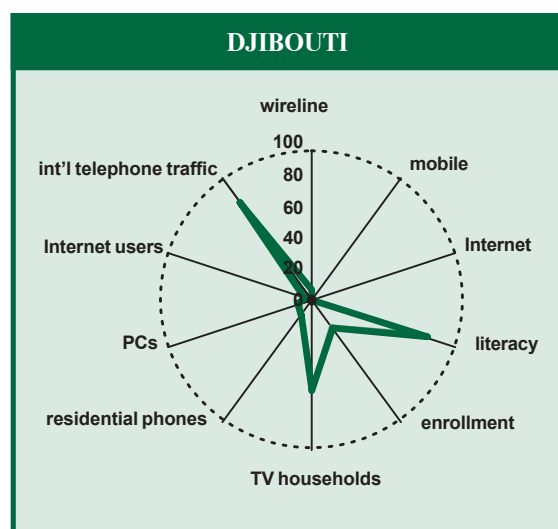 DJIBOUTI
wireline
100
int'l telephone traffic
mobile
80
60
Internet users
Internet
40
20
0
PCs
literacy
residential phones
enrollment
TV households